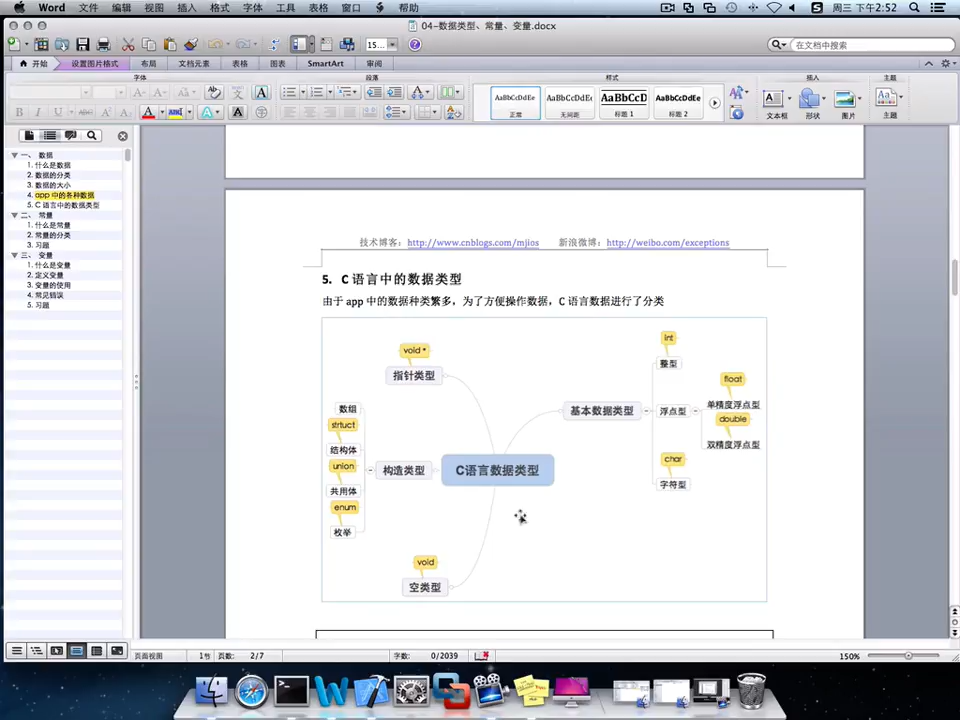 Word 文件 编辑 视图 插入 格式 字体 工具 表格 窗口 帮助 周三 下午2:52
04-数据类型、常量、变量.docx
15... 在文档中搜索
开始 设置图片格式 布局 文档元素 表格 图表 SmartArt 审阅
字体 段落 样式 插入 主题
AaBbCcDdEe AaBbCcDdEe AaBbCcD AaBbCcDdEe
正常 无间距 标题 1 标题 2 文本框 形状 图片 主题
一、 数据
1. 什么是数据
2. 数据的分类
3. 数据的大小
4. app 中的各种数据
5. C 语言中的数据类型
二、 常量
1. 什么是常量
2. 常量的分类
3. 习题
三、 变量
1. 什么是变量
2. 定义变量
3. 变量的使用
4. 常见错误
5. 习题
技术博客：http://www.cnblogs.com/mjios 新浪微博：http://weibo.com/exceptions
5. C 语言中的数据类型
由于 app 中的数据种类繁多，为了方便操作数据，C 语言数据进行了分类
void *
指针类型
数组
strtuct
结构体
union
共用体
enum
枚举
构造类型
C语言数据类型
void
空类型
基本数据类型
int
整型
浮点型
float
单精度浮点型
double
双精度浮点型
char
字符型
页面视图 1节 页数: 2/7 字数: 0/2039 150%